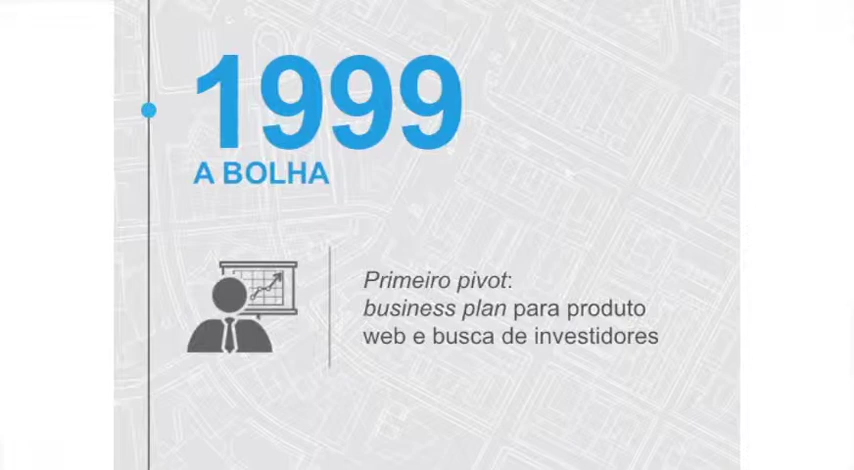 1999
A BOLHA
Primeiro pivot:
business plan para produto
web e busca de investidores